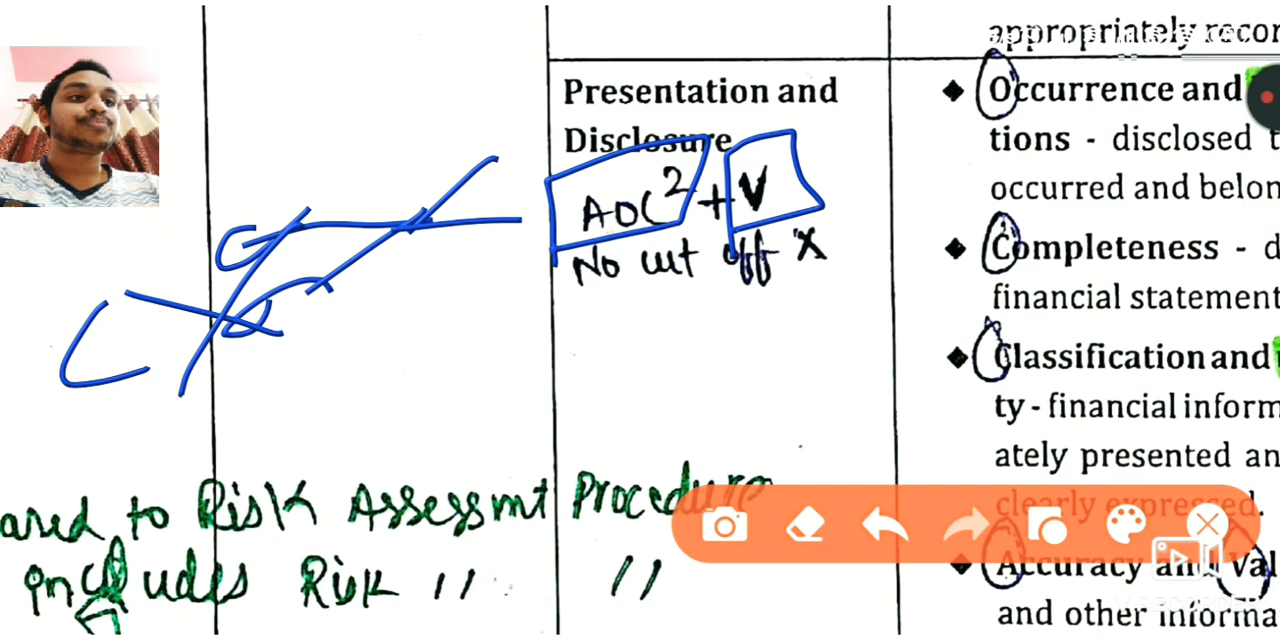 appropriately recor
Presentation and
Disclosure
AOC2 + V
No cut off X
Occurrence and
tions - disclosed t
occurred and belon
Completeness - d
financial statement
Classification and
ty - financial inform
ately presented an
clearly expressed.
Accuracy and Val
and other informa
ared to Risk Assessmt Procedure
includes Risk " "